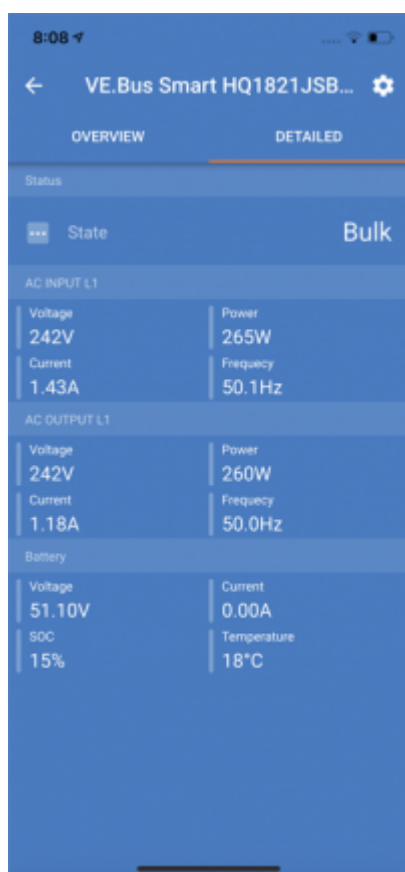 8:08
VE.Bus Smart HQ1821JSB...
OVERVIEW DETAILED
Status
State Bulk
AC INPUT L1
Voltage Power
242V 265W
Current Frequecy
1.43A 50.1Hz
AC OUTPUT L1
Voltage Power
242V 260W
Current Frequecy
1.18A 50.0Hz
Battery
Voltage Current
51.10V 0.00A
SOC Temperature
15% 18°C